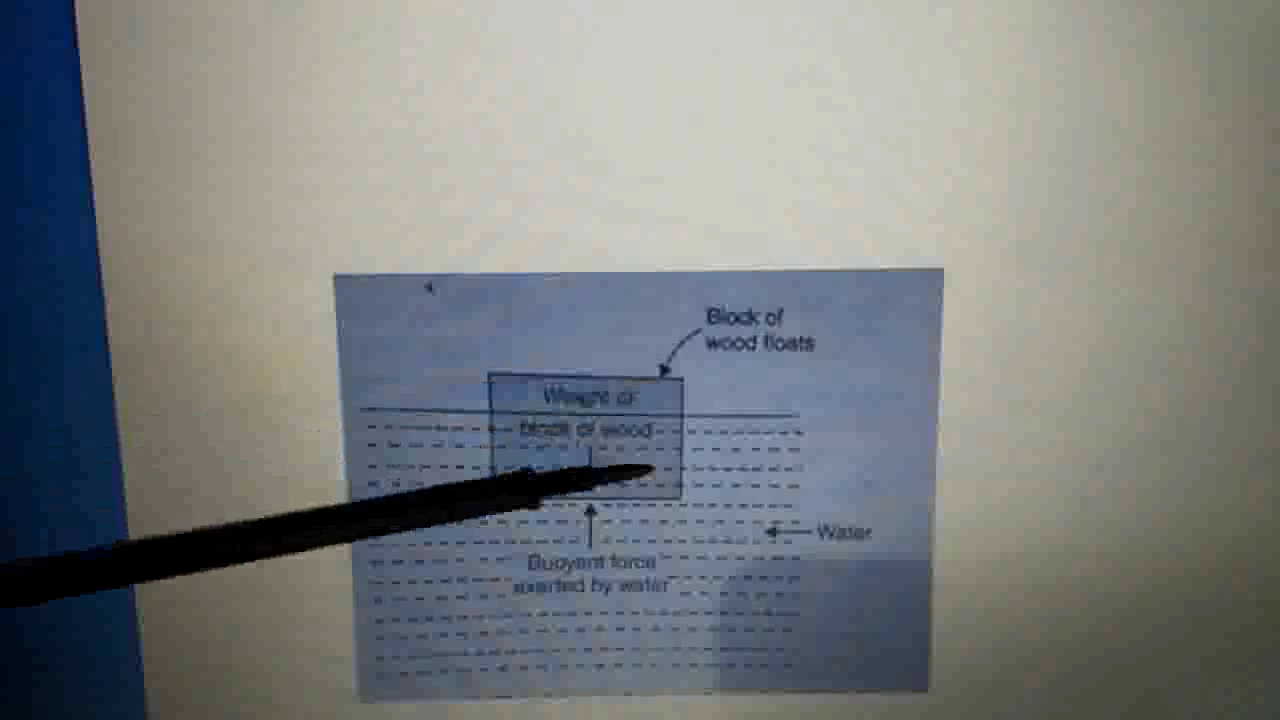 Block of
wood floats
Weight of
block of wood
Water
Buoyant force
exerted by water